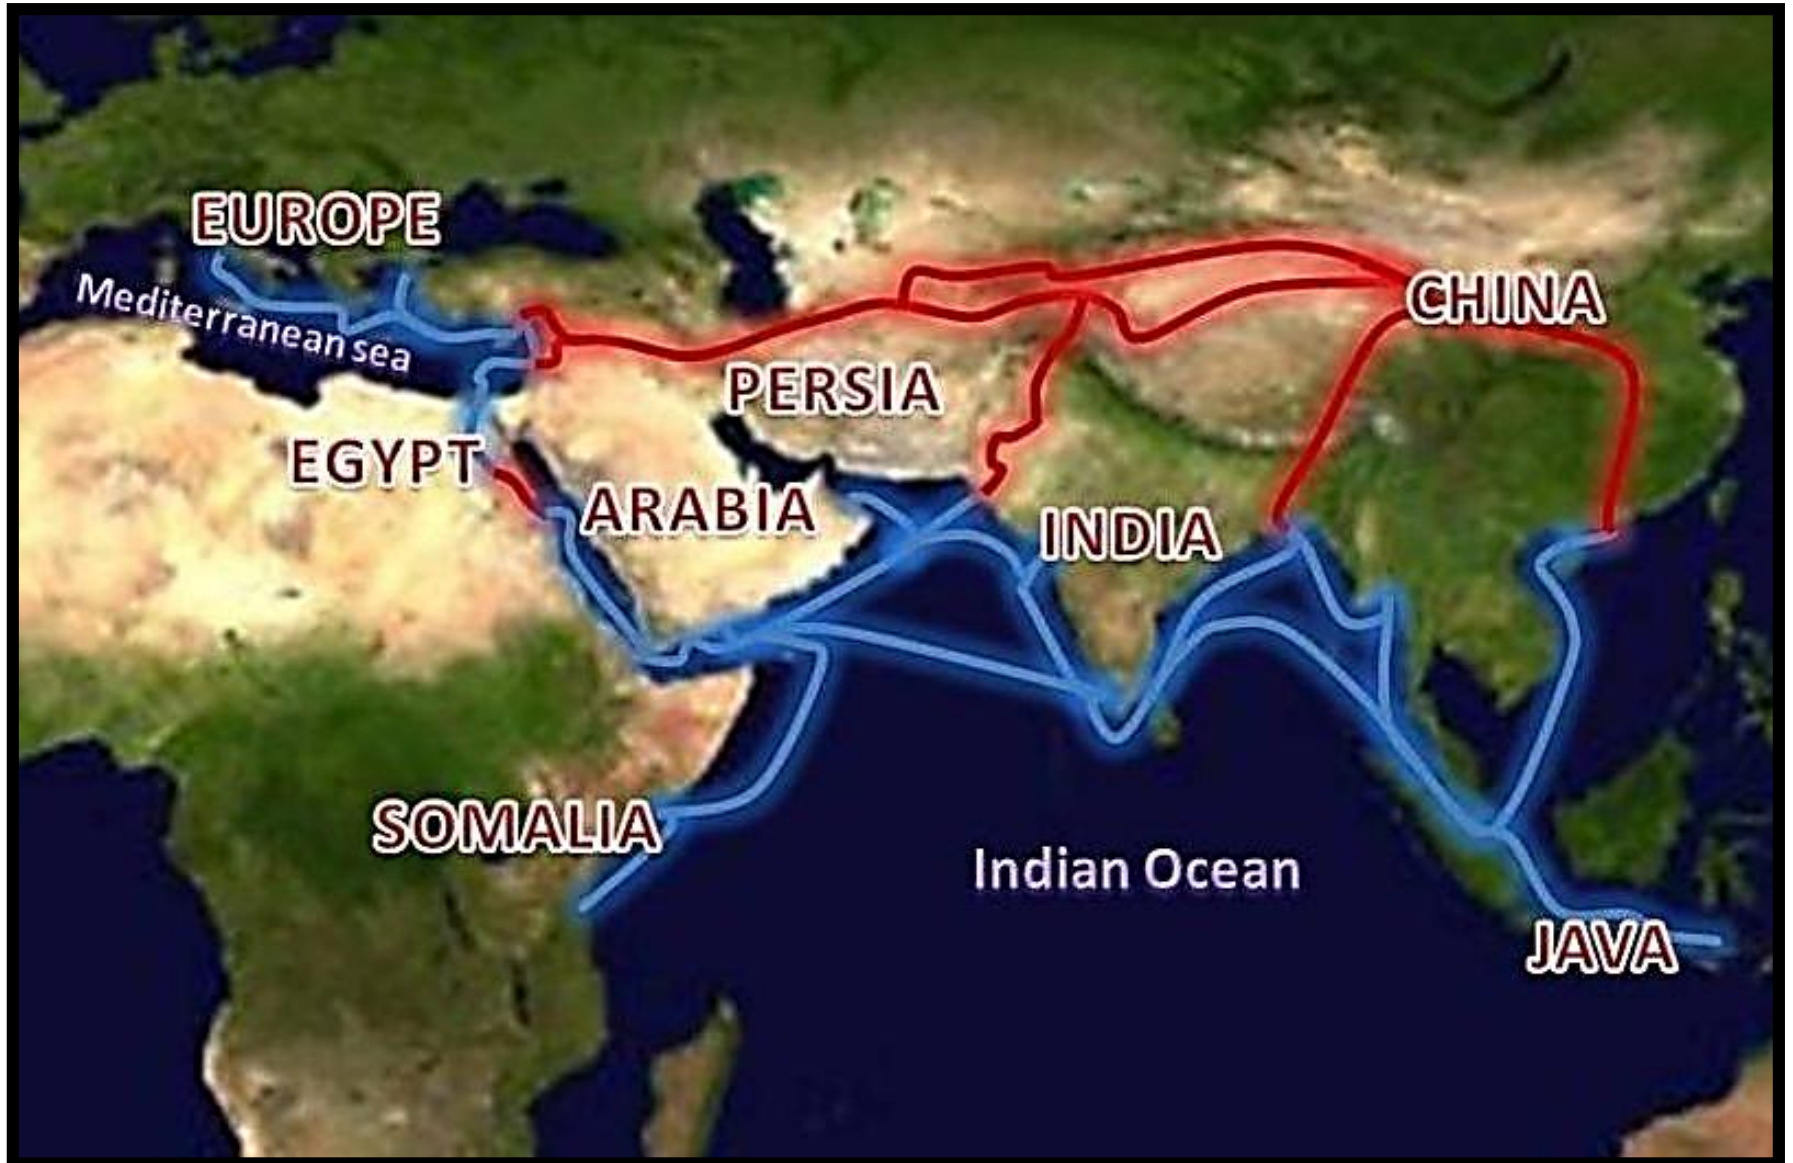 EUROPE
Mediterranean sea
CHINA
PERSIA
EGYPT
ARABIA
INDIA
SOMALIA
Indian Ocean
JAVA